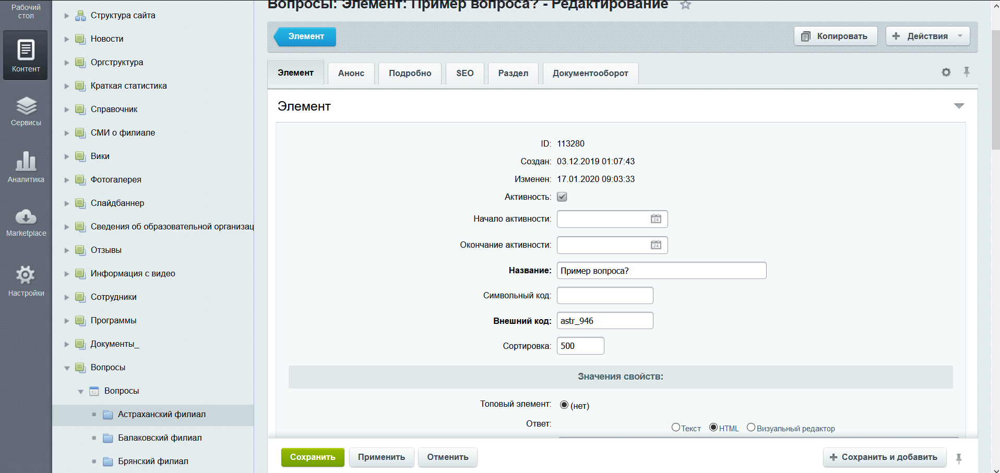 Рабочий
стол
Контент
Сервисы
Аналитика
Marketplace
Настройки
Структура сайта
Новости
Оргструктура
Краткая статистика
Справочник
СМИ о филиале
Вики
Фотогалерея
Слайдбаннер
Сведения об образовательной организац
Отзывы
Информация с видео
Сотрудники
Программы
Документы_
Вопросы
Вопросы
Астраханский филиал
Балаковский филиал
Брянский филиал
Вопросы: Элемент: Пример вопроса? - Редактирование
Элемент
Копировать
Действия
Элемент Анонс Подробно SEO Раздел Документооборот
Элемент
ID: 113280
Создан: 03.12.2019 01:07:43
Изменен: 17.01.2020 09:03:33
Активность:
Начало активности:
24
Окончание активности:
24
Название: Пример вопроса?
Символьный код:
Внешний код: astr_946
Сортировка: 500
Значения свойств:
Топовый элемент: (нет)
Ответ:
Текст HTML Визуальный редактор
Сохранить Применить Отменить Сохранить и добавить